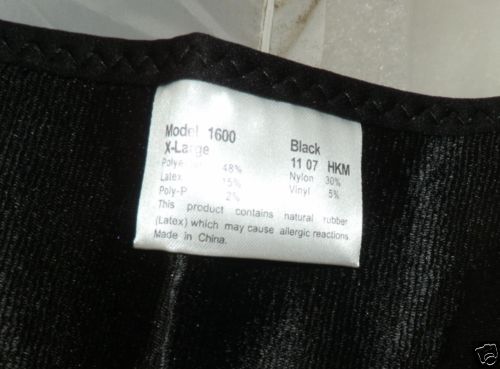 Model 1600 Black
X-Large 11 07 HKM
48% Nylon 30%
Latex 15% Vinyl 5%
Poly-P 2%
This product contains natural rubber
(Latex) which may cause allergic reactions.
Made in China.
ebY